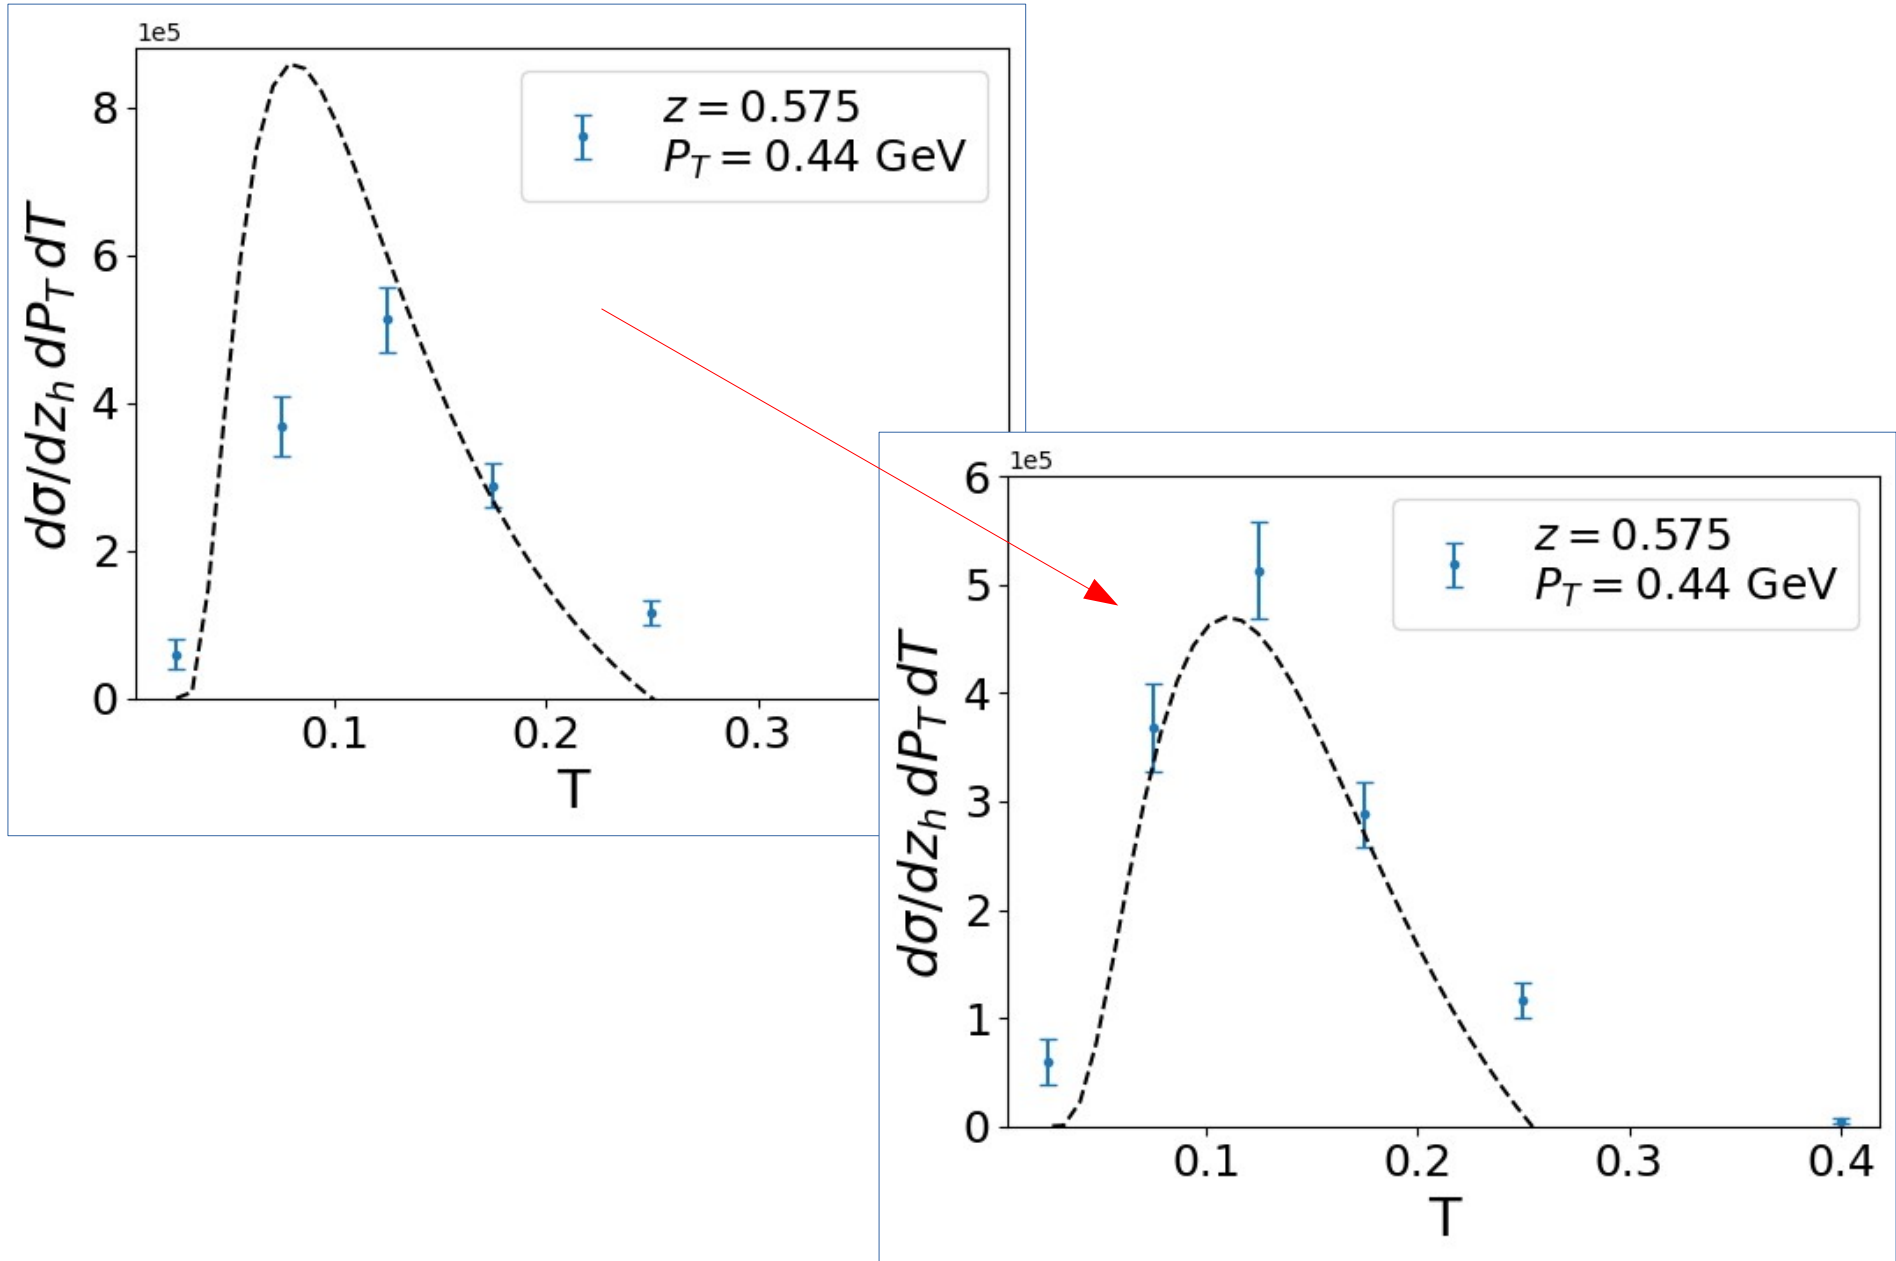 1e5
8
6
4
2
0
0.1 0.2 0.3
T
dσ/dz_h dP_T dT
z = 0.575
P_T = 0.44 GeV
1e5
6
5
4
3
2
1
0
0.1 0.2 0.3 0.4
T
dσ/dz_h dP_T dT
z = 0.575
P_T = 0.44 GeV